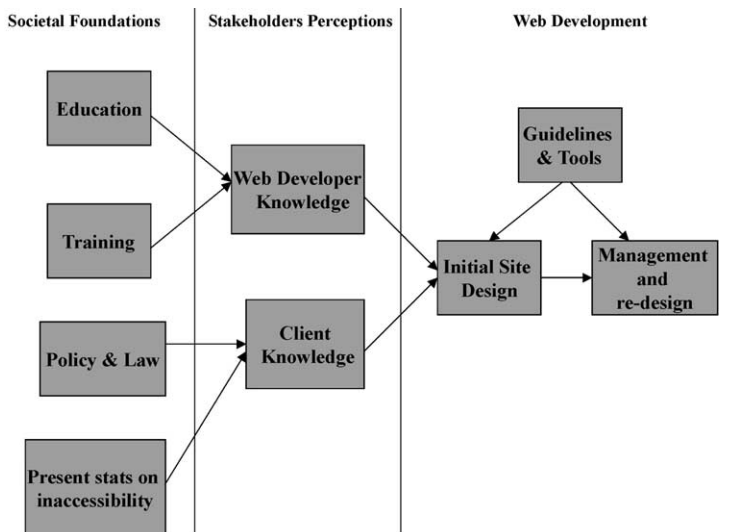 Societal Foundations
Stakeholders Perceptions
Web Development
Education
Training
Policy & Law
Present stats on
inaccessibility
Web Developer
Knowledge
Client
Knowledge
Guidelines
& Tools
Initial Site
Design
Management
and
re-design